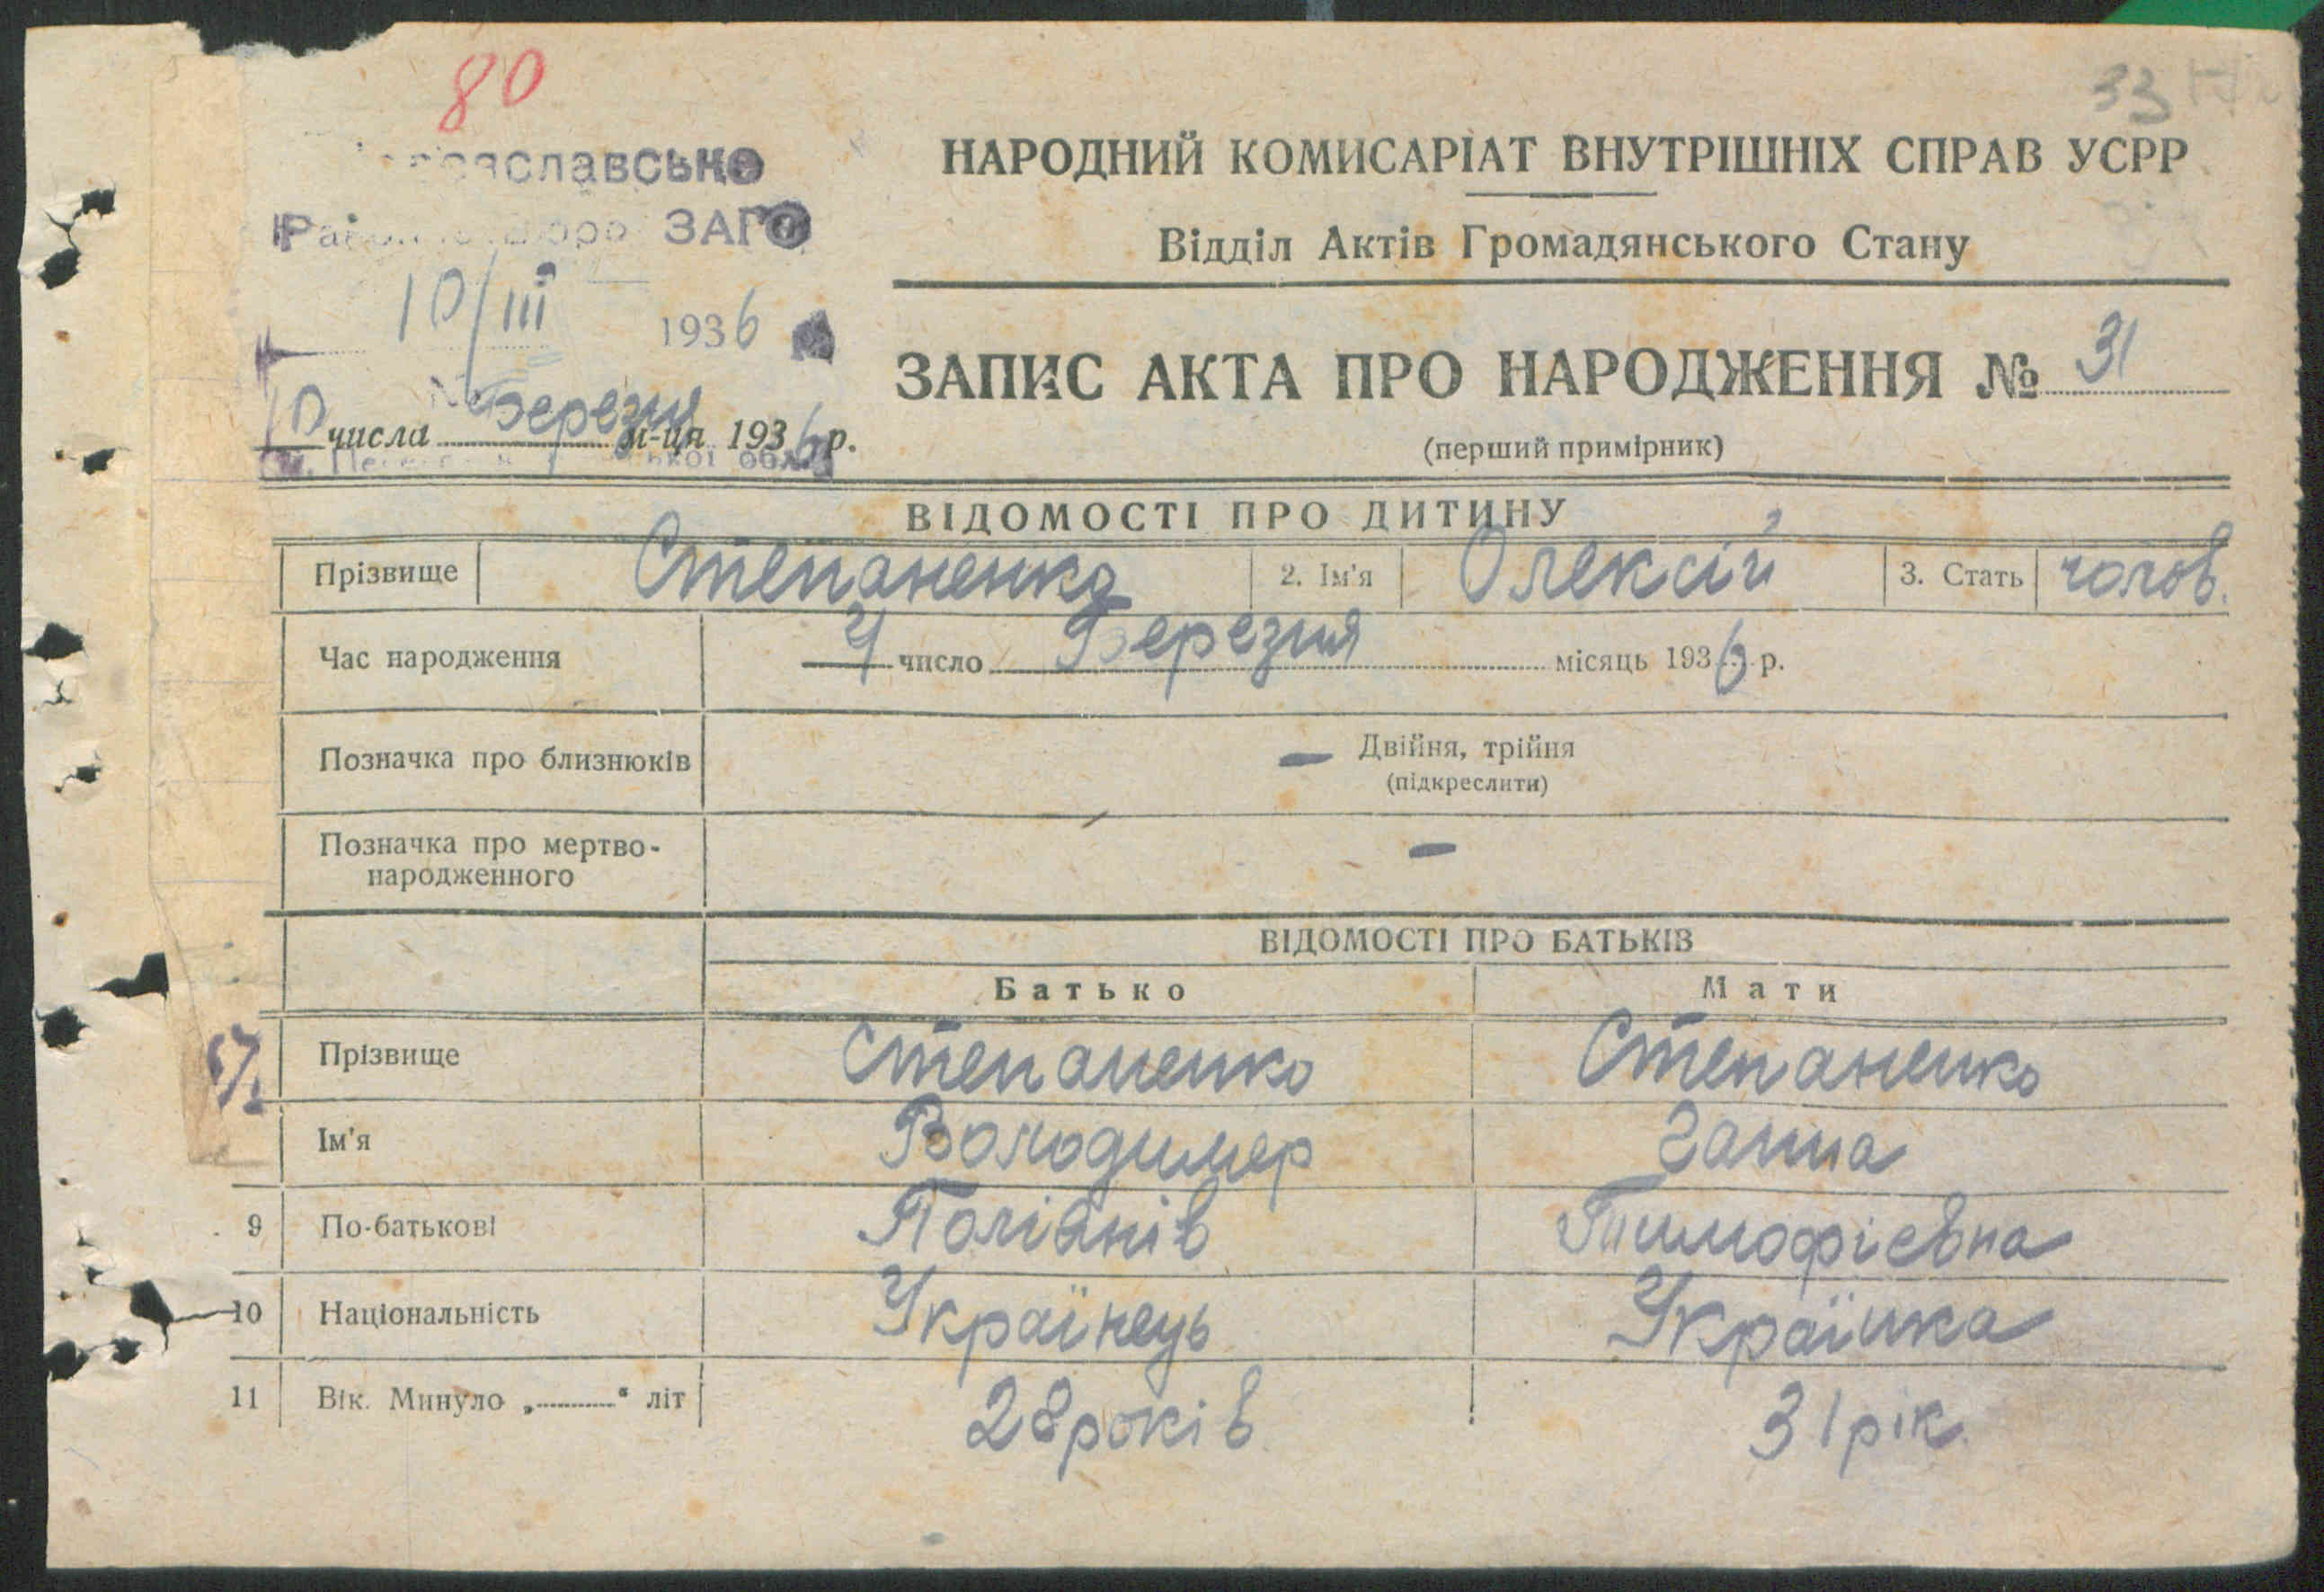 80
33
НАРОДНИЙ КОМИСАРІАТ ВНУТРІШНІХ СПРАВ УСРР
Відділ Актів Громадянського Стану
ЗАГС
10/III 1936
10 числа Березня м-ця 1936 р.
ЗАПИС АКТА ПРО НАРОДЖЕННЯ № 31
(перший примірник)
ВІДОМОСТІ ПРО ДИТИНУ
Прізвище Степаненко 2. Ім'я Олексій 3. Стать чолов.
Час народження 4 число Березня місяць 1936 р.
Позначка про близнюків — Двійня, трійня
(підкреслити)
Позначка про мертво-
народженного —
ВІДОМОСТІ ПРО БАТЬКІВ
Батько Мати
Прізвище Степаненко Степаненко
Ім'я Володимер Ганна
9 По-батькові Тимофієвна
10 Національність Українець Українка
11 Вік. Минуло „ “ літ 28 років 31 рік